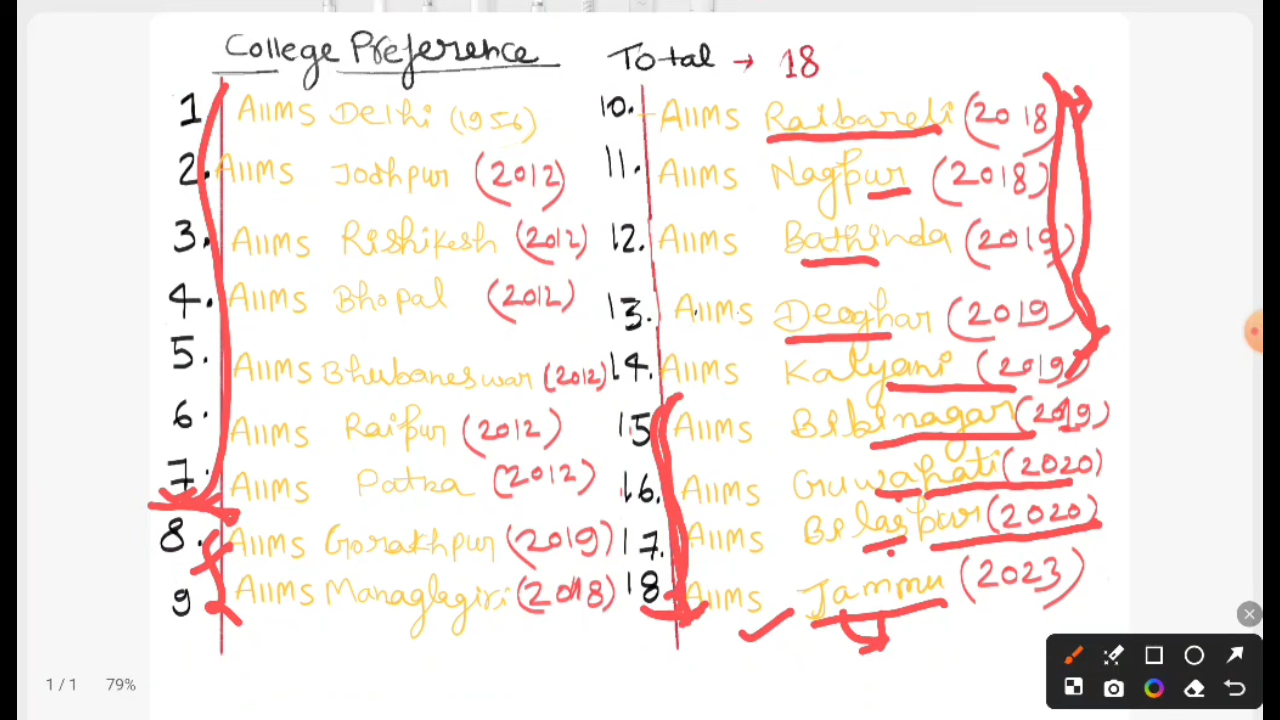 College Preference
Total → 18
1 AIIMS Delhi (1956)
2. AIIMS Jodhpur (2012)
3. AIIMS Rishikesh (2012)
4. AIIMS Bhopal (2012)
5. AIIMS Bhubaneswar (2012)
6. AIIMS Raipur (2012)
7. AIIMS Patna (2012)
8. AIIMS Gorakhpur (2019)
9 AIIMS Managlagiri (2018)
10. AIIMS Raibareli (2018
11. AIIMS Nagpur (2018)
12. AIIMS Bathinda (2019)
13. AIIMS Deoghar (2019)
14. AIIMS Kalyani (2019)
15 AIIMS Bibinagar (2019)
16. AIIMS Guwahati (2020)
17. AIIMS Bilaspur (2020)
18 AIIMS Jammu (2023)
1 / 1 79%